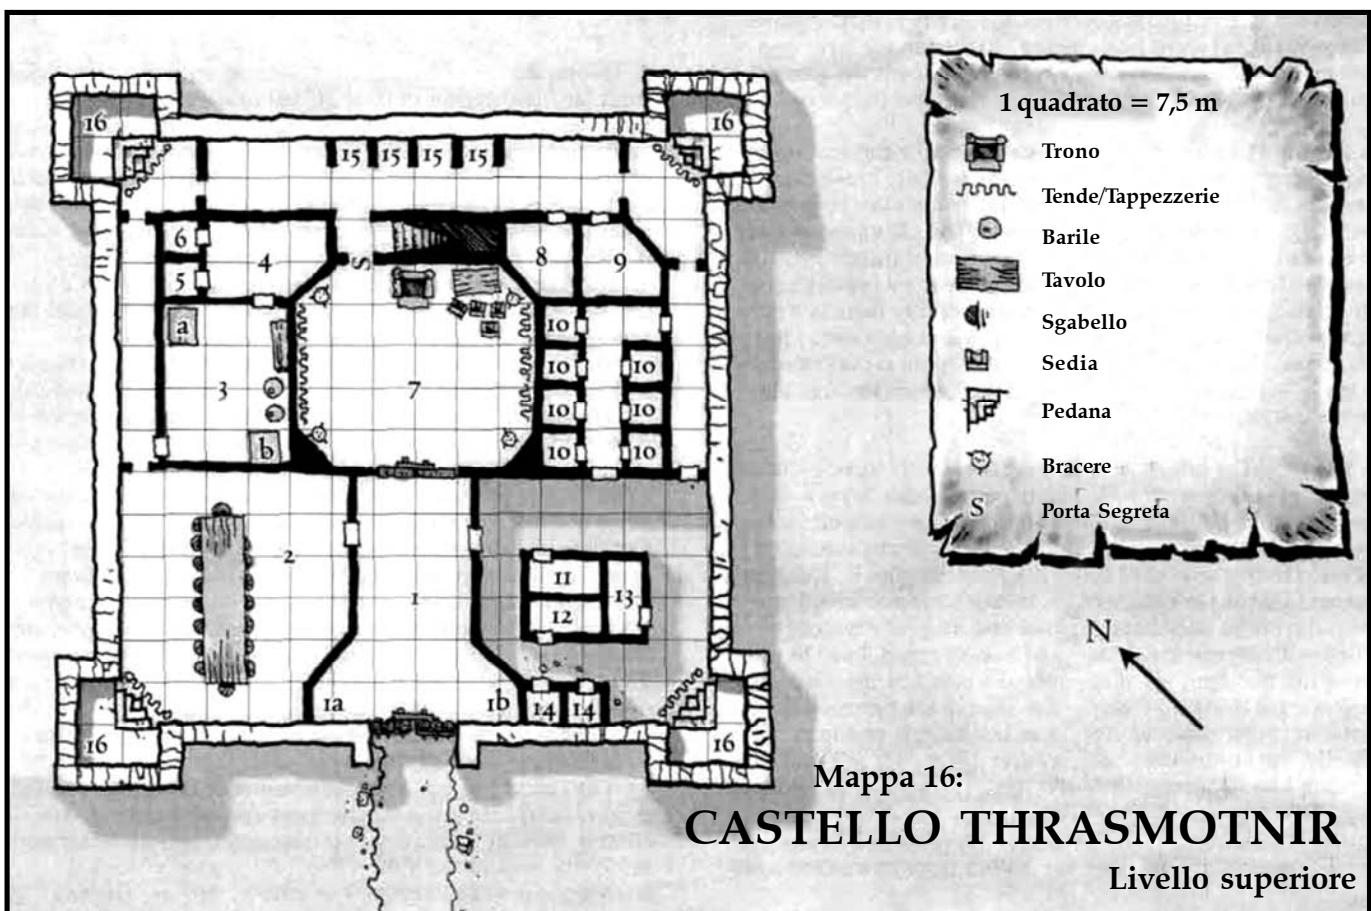 16
16
15 15 15 15
6
5
4
S
8
9
a
3
b
7
10
10
10
10
10
10
10
2
1
11
12
13
1a
1b
14 14
16
16
1 quadrato = 7,5 m
Trono
Tende/Tappezzerie
Barile
Tavolo
Sgabello
Sedia
Pedana
Bracere
S Porta Segreta
N
Mappa 16:
CASTELLO THRASMOTNIR
Livello superiore